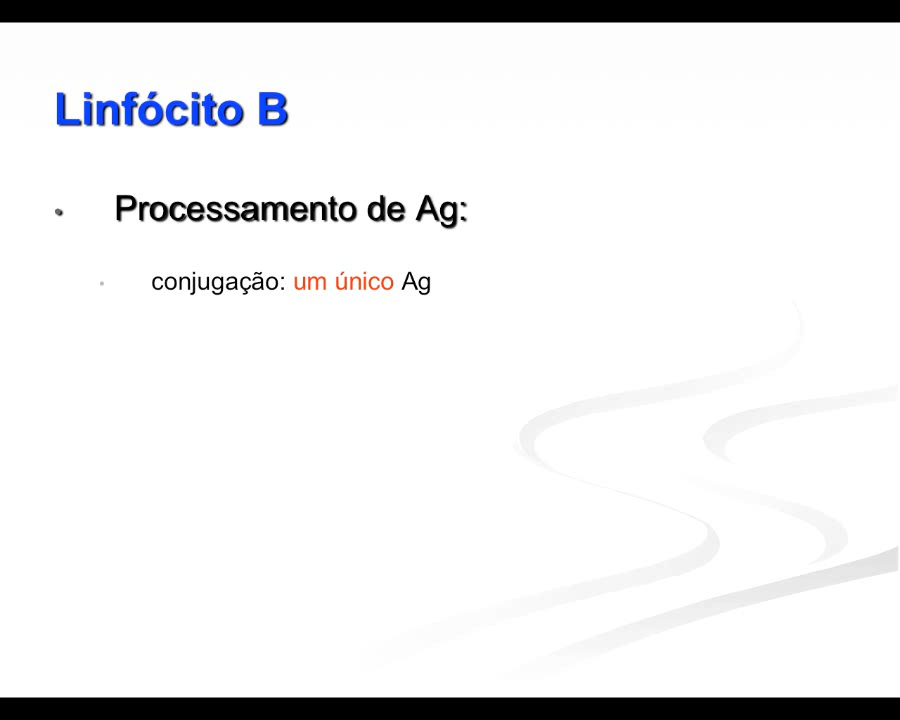 Linfócito B
• Processamento de Ag:
• conjugação: um único Ag